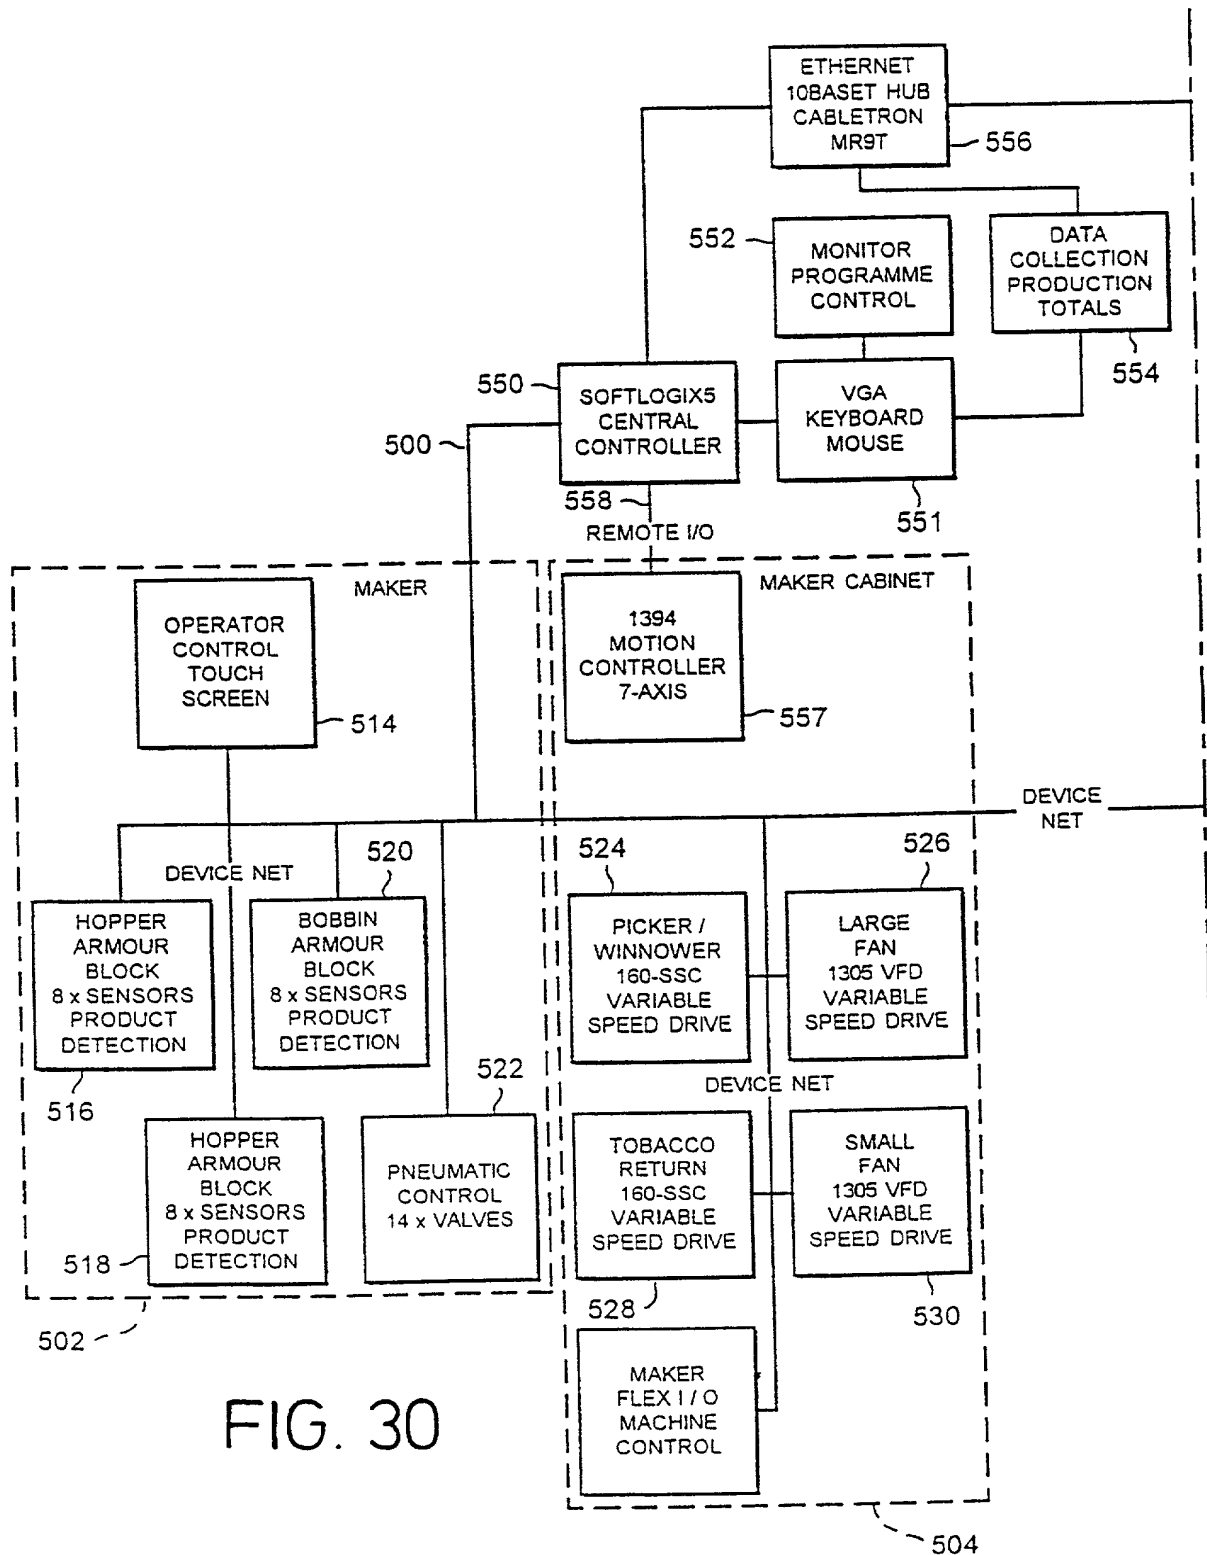 ETHERNET
10BASET HUB
CABLETRON
MR9T
556
552
MONITOR
PROGRAMME
CONTROL
DATA
COLLECTION
PRODUCTION
TOTALS
554
550
SOFTLOGIX5
CENTRAL
CONTROLLER
VGA
KEYBOARD
MOUSE
500
558
551
REMOTE I/O
MAKER
MAKER CABINET
OPERATOR
CONTROL
TOUCH
SCREEN
514
1394
MOTION
CONTROLLER
7-AXIS
557
DEVICE
NET
DEVICE NET
520
524
526
HOPPER
ARMOUR
BLOCK
8 x SENSORS
PRODUCT
DETECTION
516
BOBBIN
ARMOUR
BLOCK
8 x SENSORS
PRODUCT
DETECTION
PICKER /
WINNOWER
160-SSC
VARIABLE
SPEED DRIVE
LARGE
FAN
1305 VFD
VARIABLE
SPEED DRIVE
522
DEVICE NET
HOPPER
ARMOUR
BLOCK
8 x SENSORS
PRODUCT
DETECTION
518
PNEUMATIC
CONTROL
14 x VALVES
TOBACCO
RETURN
160-SSC
VARIABLE
SPEED DRIVE
SMALL
FAN
1305 VFD
VARIABLE
SPEED DRIVE
528
530
502
MAKER
FLEX I / O
MACHINE
CONTROL
504
FIG. 30